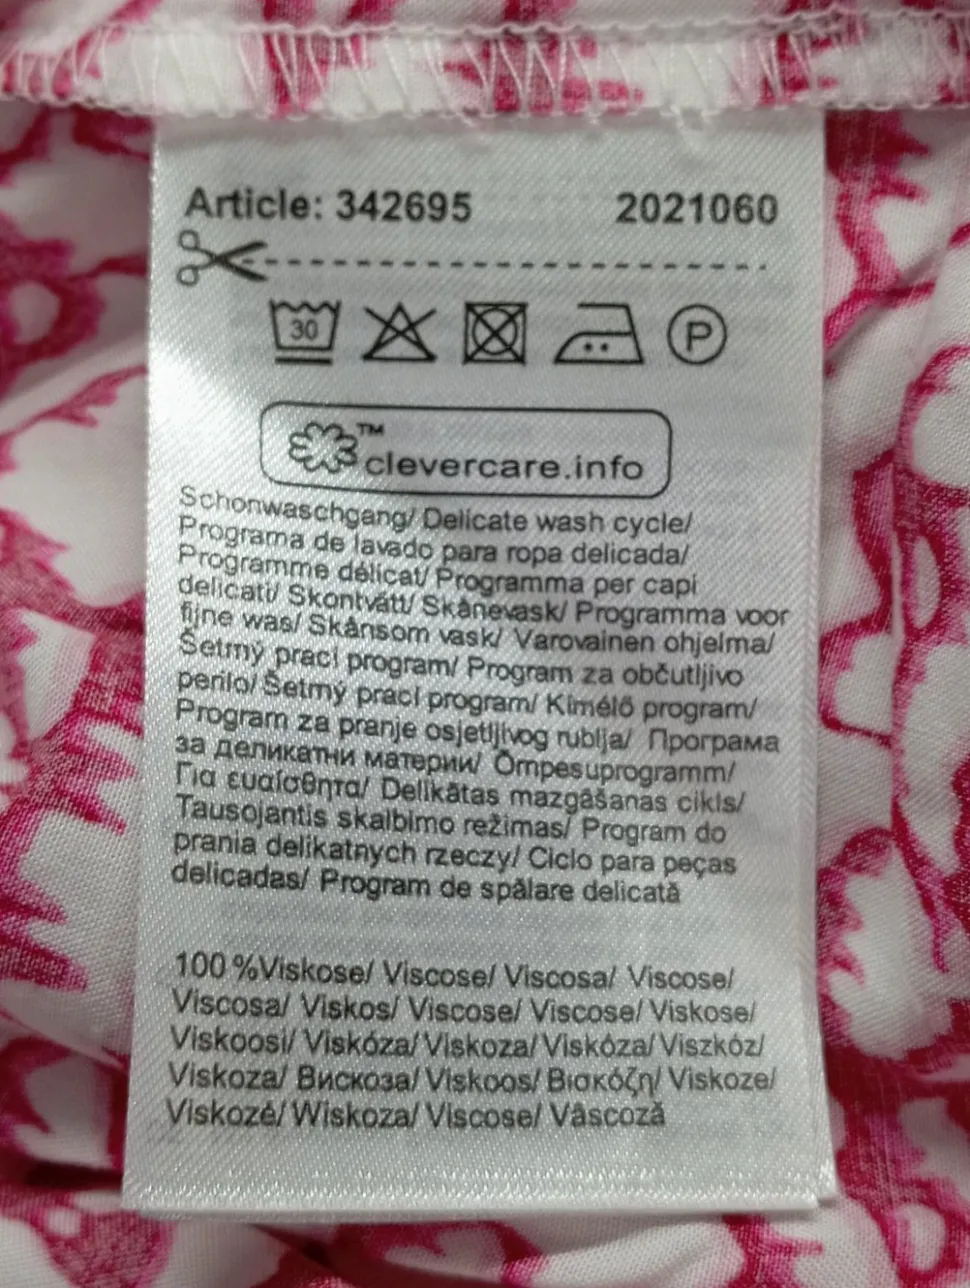 Article: 342695 2021060
30
P
™
clevercare.info
Schonwaschgang/ Delicate wash cycle/
Programa de lavado para ropa delicada/
Programme délicat/ Programma per capi
delicati/ Skontvätt/ Skånevask/ Programma voor
fijne was/ Skånsom vask/ Varovainen ohjelma/
Šetrný prací program/ Program za občutljivo
perilo/ Šetrný prací program/ Kímélő program/
Program za pranje osjetljivog rublja/ Програма
за деликатни материи/ Õrnpesuprogramm/
Για ευαίσθητα/ Delikātas mazgāšanas cikls/
Tausojantis skalbimo režimas/ Program do
prania delikatnych rzeczy/ Ciclo para peças
delicadas/ Program de spălare delicată
100 %Viskose/ Viscose/ Viscosa/ Viscose/
Viscosa/ Viskos/ Viscose/ Viscose/ Viskose/
Viskoosi/ Viskóza/ Viskoza/ Viskóza/ Viszkóz/
Viskoza/ Вискоза/ Viskoos/ Βισκόζη/ Viskoze/
Viskozė/ Wiskoza/ Viscose/ Vâscoză